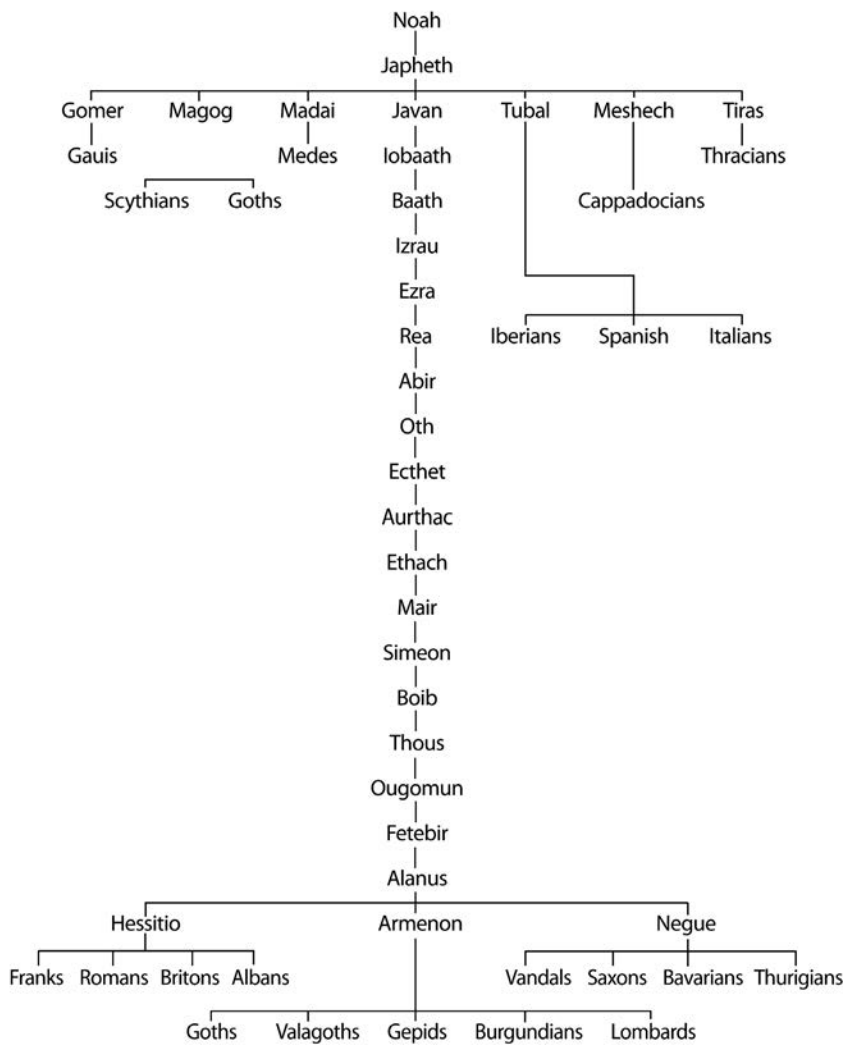 Noah
Japheth
Gomer Magog Madai Javan Tubal Meshech Tiras
Gauis Medes Iobaath Thracians
Scythians Goths Baath Cappadocians
Izrau
Ezra
Rea Iberians Spanish Italians
Abir
Oth
Ecthet
Aurthac
Ethach
Mair
Simeon
Boib
Thous
Ougomun
Fetebir
Alanus
Hessitio Armenon Negue
Franks Romans Britons Albans Vandals Saxons Bavarians Thurigians
Goths Valagoths Gepids Burgundians Lombards